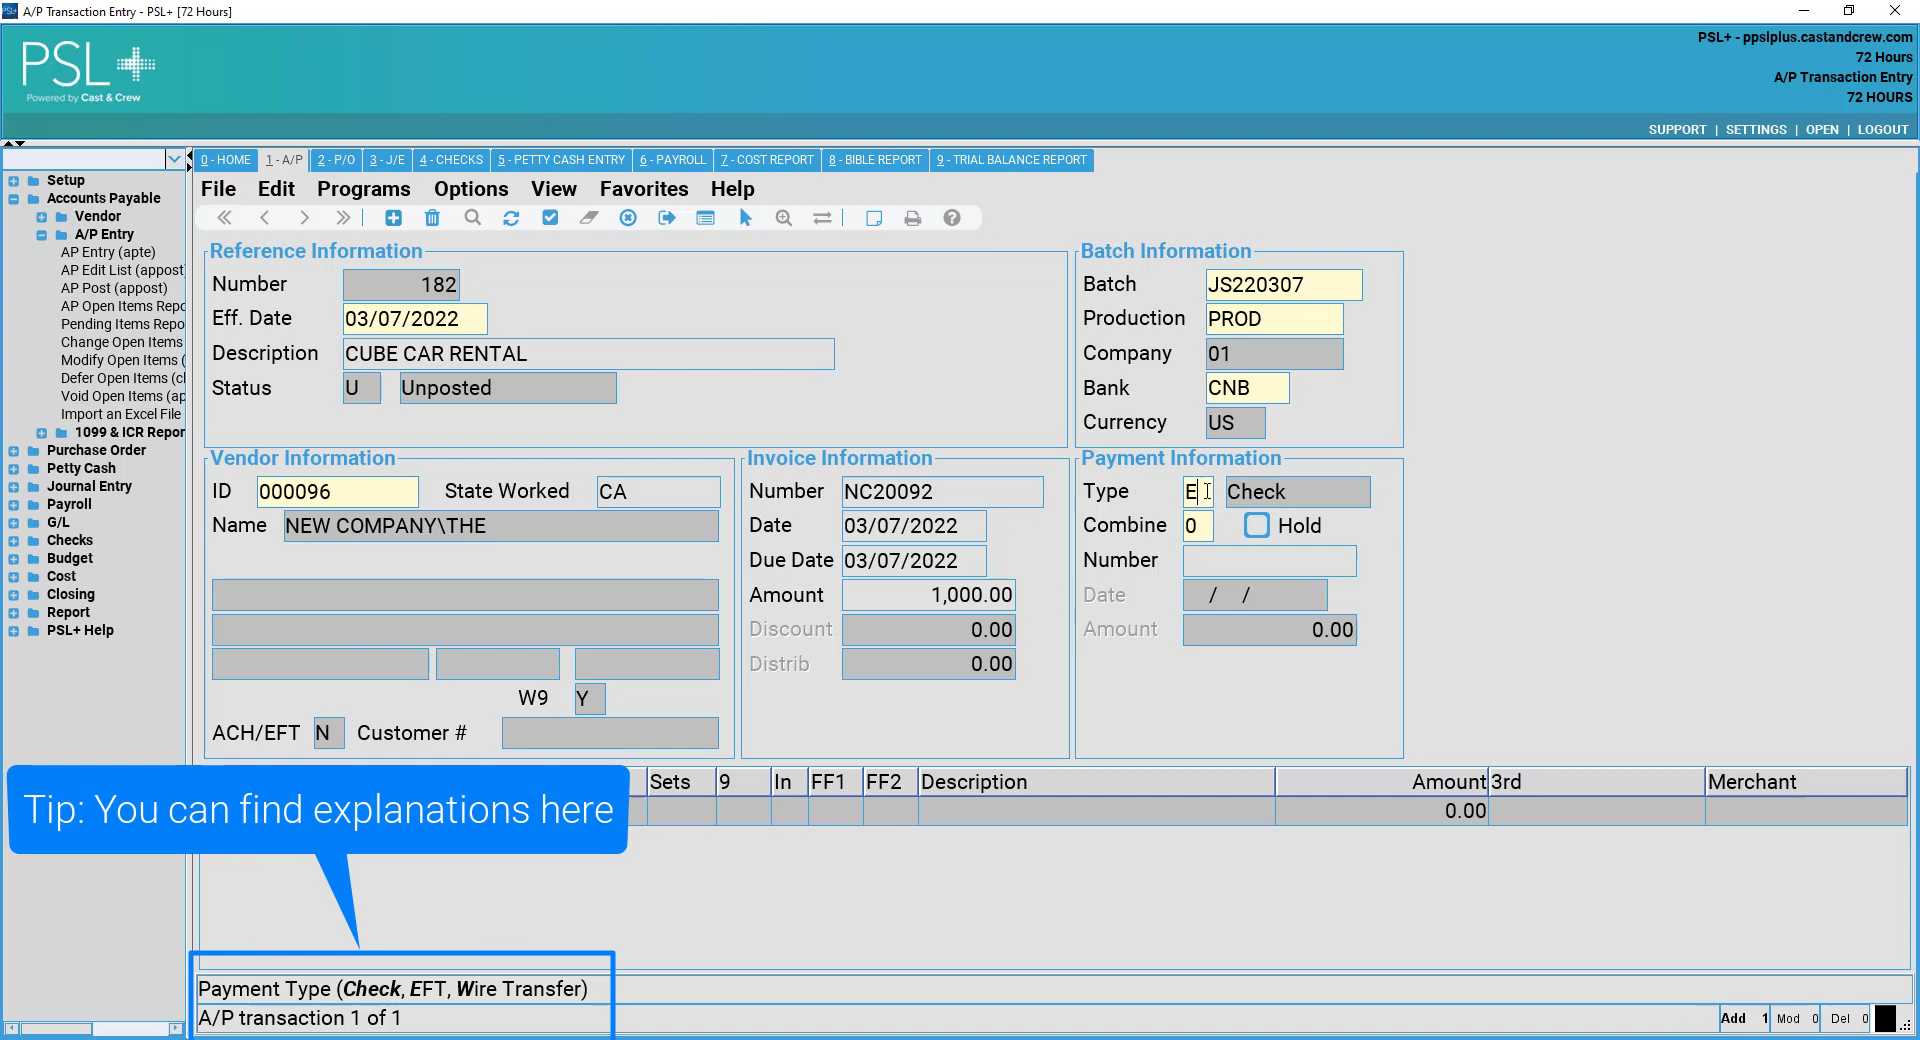 A/P Transaction Entry - PSL+ [72 Hours]
PSL+
Powered by Cast & Crew
PSL+ - ppslplus.castandcrew.com
72 Hours
A/P Transaction Entry
72 HOURS
SUPPORT | SETTINGS | OPEN | LOGOUT
0 - HOME 1 - A/P 2 - P/O 3 - J/E 4 - CHECKS 5 - PETTY CASH ENTRY 6 - PAYROLL 7 - COST REPORT 8 - BIBLE REPORT 9 - TRIAL BALANCE REPORT
File Edit Programs Options View Favorites Help
Setup
Accounts Payable
Vendor
A/P Entry
AP Entry (apte)
AP Edit List (appost
AP Post (appost)
AP Open Items Repo
Pending Items Repo
Change Open Items
Modify Open Items (
Defer Open Items (cl
Void Open Items (ap
Import an Excel File
1099 & ICR Repor
Purchase Order
Petty Cash
Journal Entry
Payroll
G/L
Checks
Budget
Cost
Closing
Report
PSL+ Help
Reference Information
Number 182
Eff. Date 03/07/2022
Description CUBE CAR RENTAL
Status U Unposted
Batch Information
Batch JS220307
Production PROD
Company 01
Bank CNB
Currency US
Vendor Information
ID 000096 State Worked CA
Name NEW COMPANY\THE
W9 Y
ACH/EFT N Customer #
Invoice Information
Number NC20092
Date 03/07/2022
Due Date 03/07/2022
Amount 1,000.00
Discount 0.00
Distrib 0.00
Payment Information
Type E Check
Combine 0 Hold
Number
Date / /
Amount 0.00
Sets 9 In FF1 FF2 Description Amount 3rd Merchant
0.00
Tip: You can find explanations here
Payment Type (Check, EFT, Wire Transfer)
A/P transaction 1 of 1
Add 1 Mod 0 Del 0